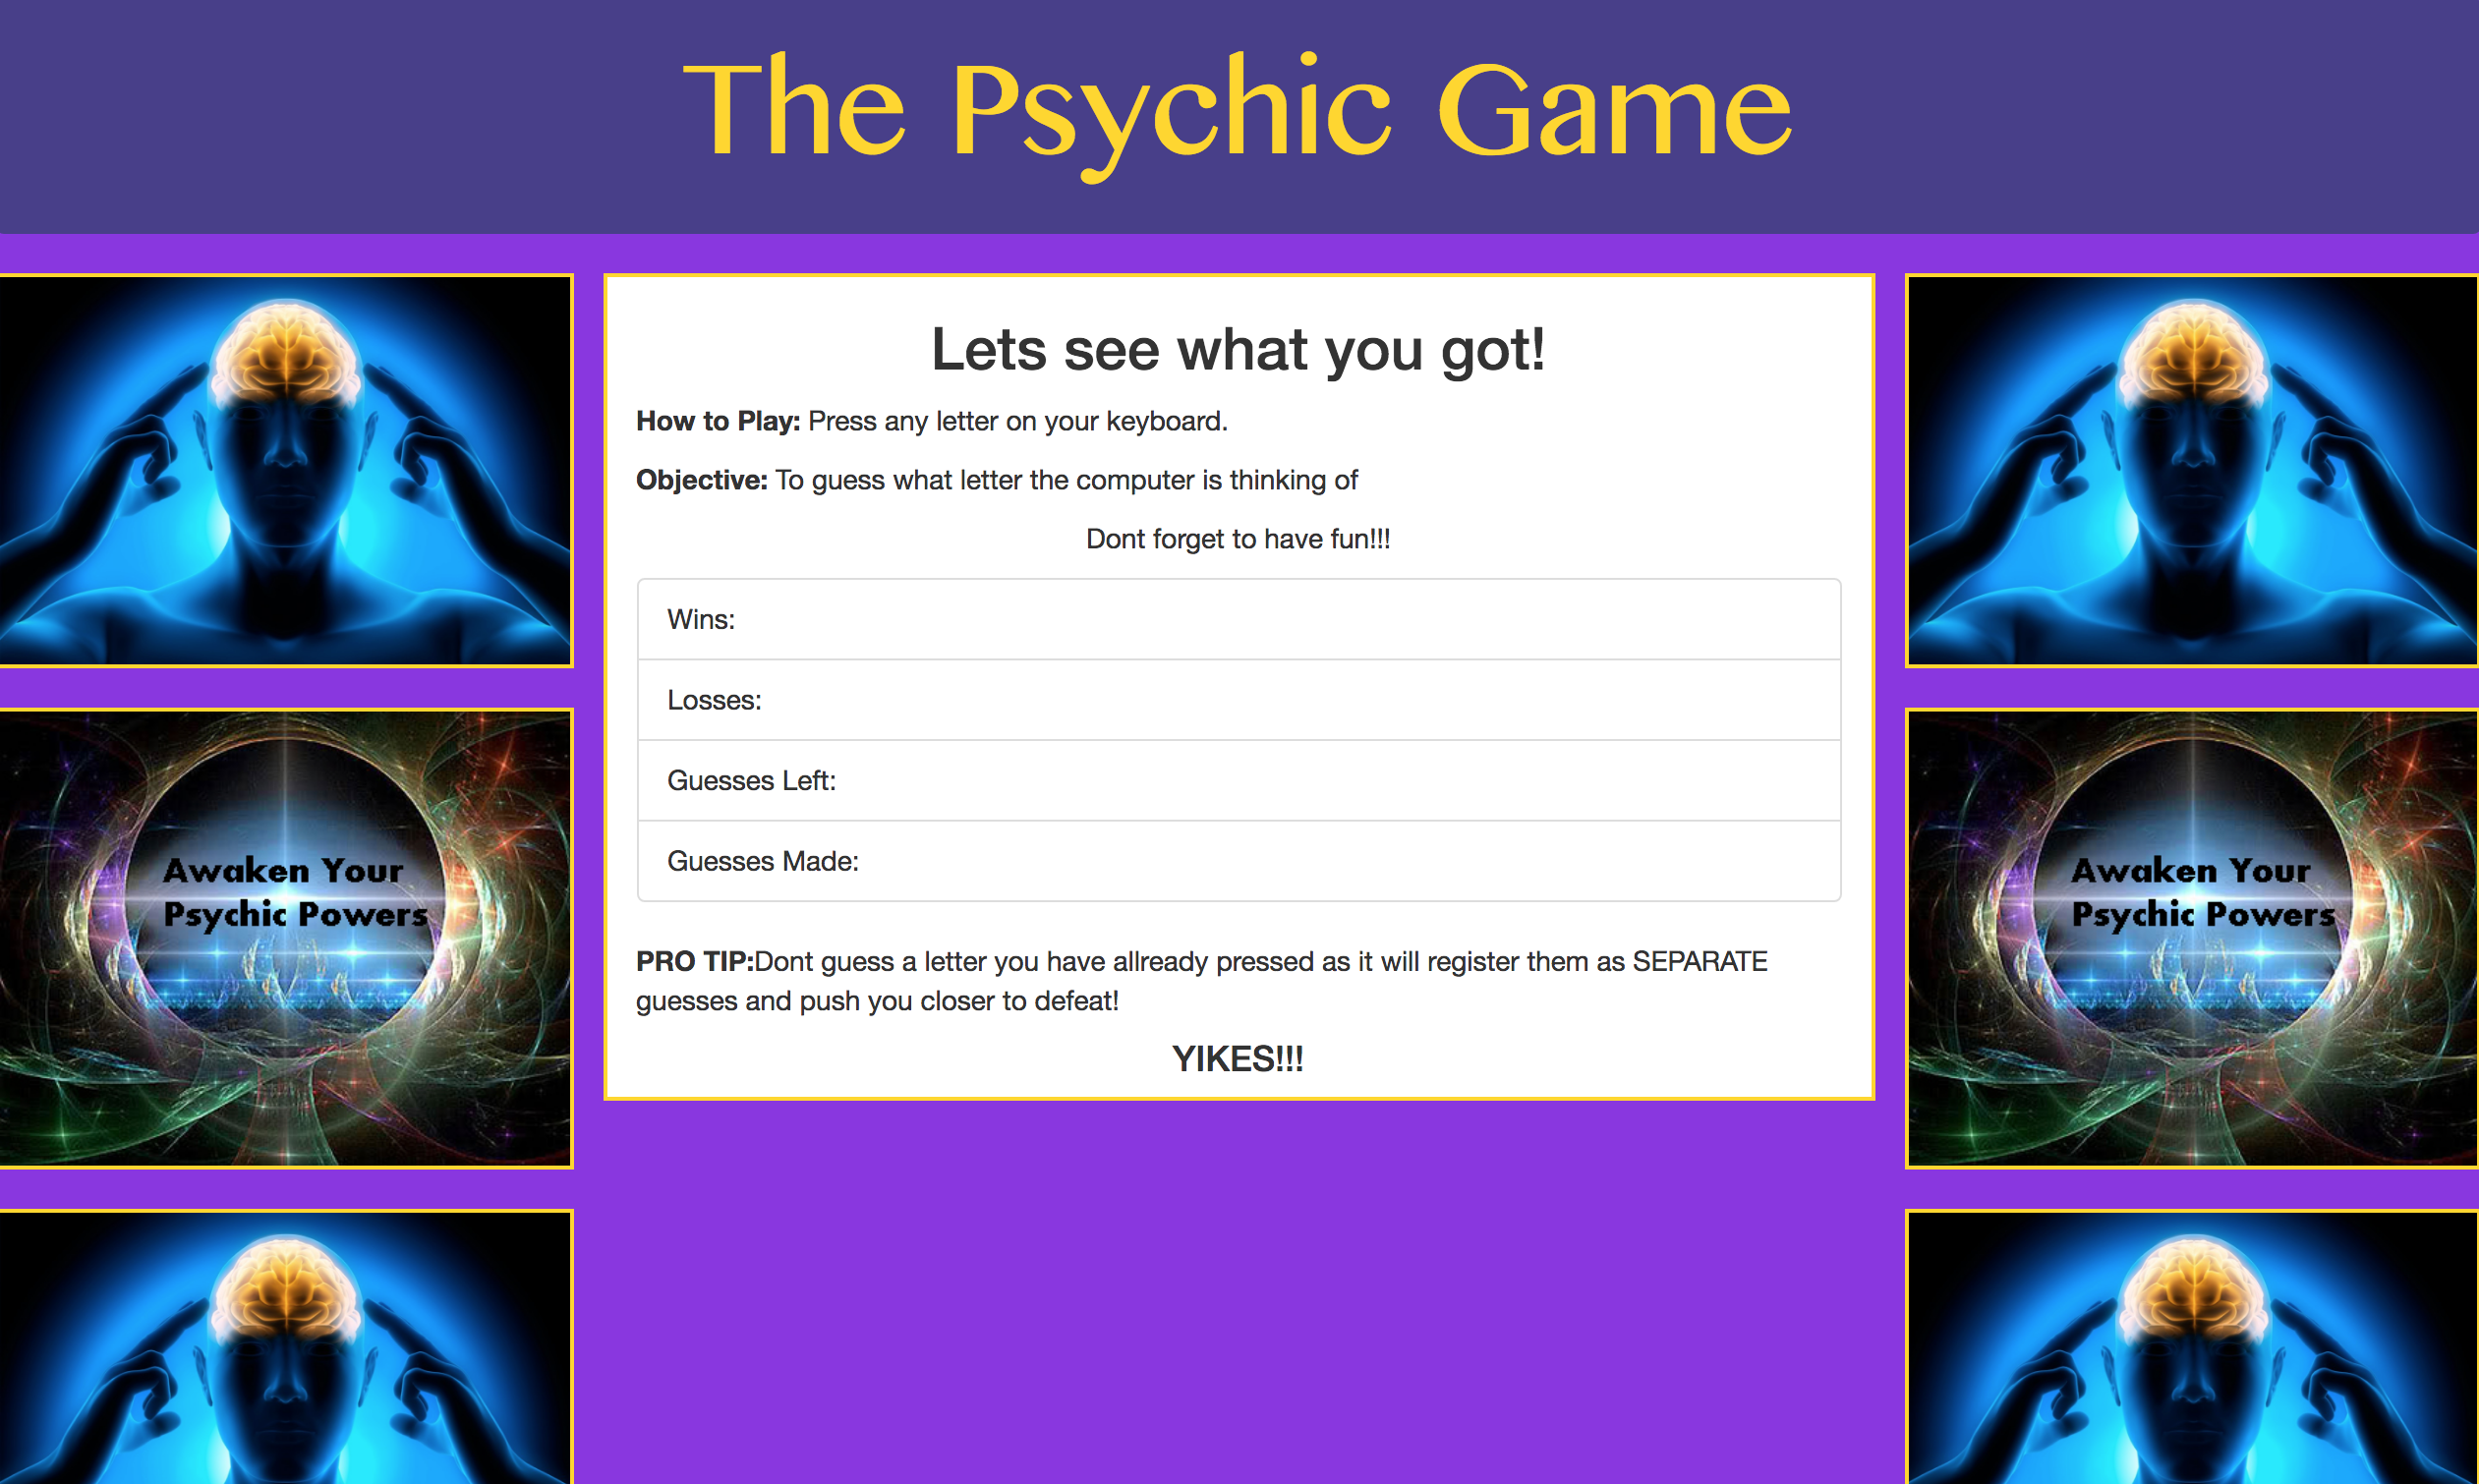 The Psychic Game
Lets see what you got!
How to Play: Press any letter on your keyboard.
Objective: To guess what letter the computer is thinking of
Dont forget to have fun!!!
Wins:
Losses:
Guesses Left:
Guesses Made:
PRO TIP:Dont guess a letter you have allready pressed as it will register them as SEPARATE
guesses and push you closer to defeat!
YIKES!!!
Awaken Your
Psychic Powers
Awaken Your
Psychic Powers